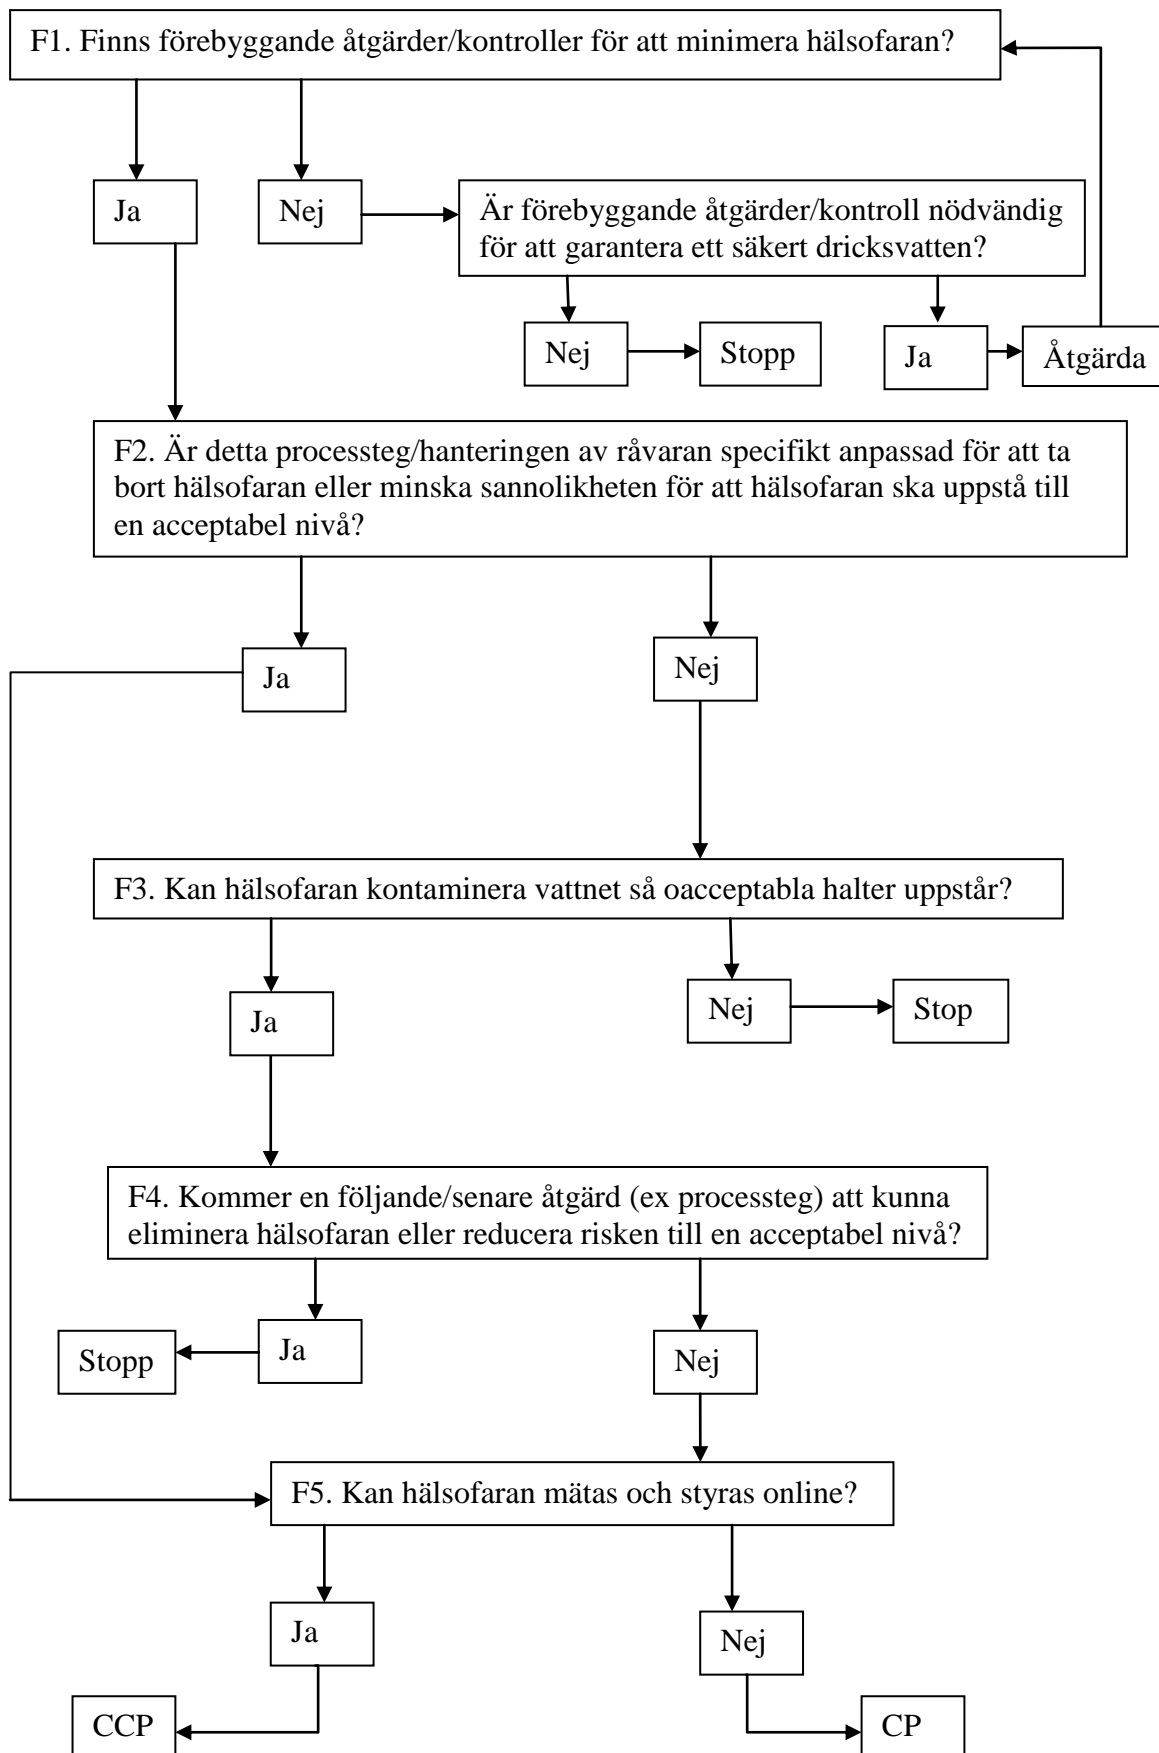 F1. Finns förebyggande åtgärder/kontroller för att minimera hälsofaran?
Ja
Nej
Är förebyggande åtgärder/kontroll nödvändig
för att garantera ett säkert dricksvatten?
Nej
Stopp
Ja
Åtgärda
F2. Är detta processteg/hanteringen av råvaran specifikt anpassad för att ta
bort hälsofaran eller minska sannolikheten för att hälsofaran ska uppstå till
en acceptabel nivå?
Ja
Nej
F3. Kan hälsofaran kontaminera vattnet så oacceptabla halter uppstår?
Ja
Nej
Stop
F4. Kommer en följande/senare åtgärd (ex processteg) att kunna
eliminera hälsofaran eller reducera risken till en acceptabel nivå?
Stopp
Ja
Nej
F5. Kan hälsofaran mätas och styras online?
Ja
Nej
CCP
CP